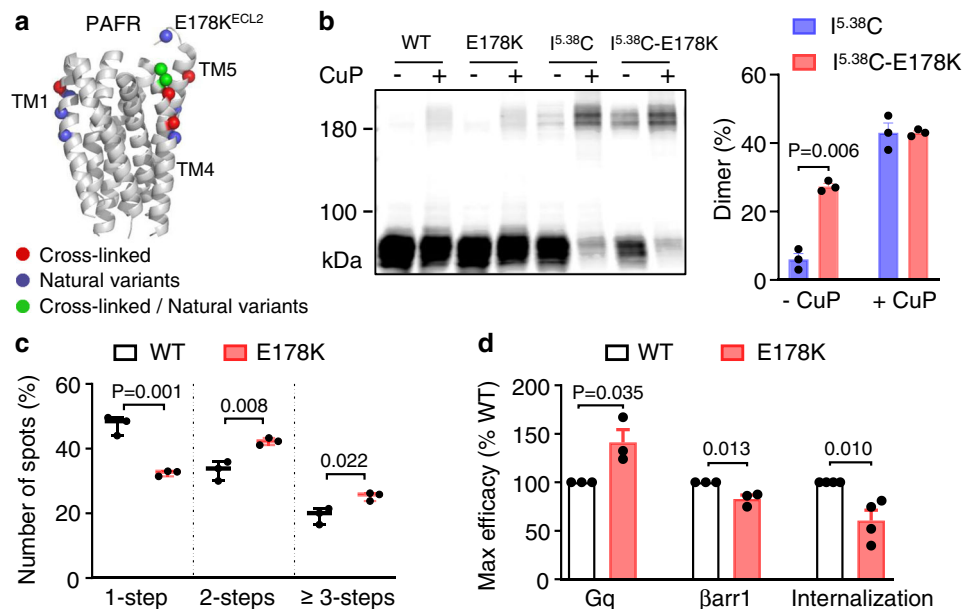 a
PAFR
E178K^ECL2
TM1
TM5
TM4
Cross-linked
Natural variants
Cross-linked / Natural variants
b
WT E178K I^5.38C I^5.38C-E178K
CuP - + - + - + - +
180
100
kDa
I^5.38C
I^5.38C-E178K
Dimer (%)
60
40
20
0
P=0.006
- CuP + CuP
c
WT E178K
Number of spots (%)
60
40
20
0
P=0.001
0.008
0.022
1-step 2-steps ≥ 3-steps
d
WT E178K
Max efficacy (% WT)
200
150
100
50
0
P=0.035
0.013
0.010
Gq βarr1 Internalization